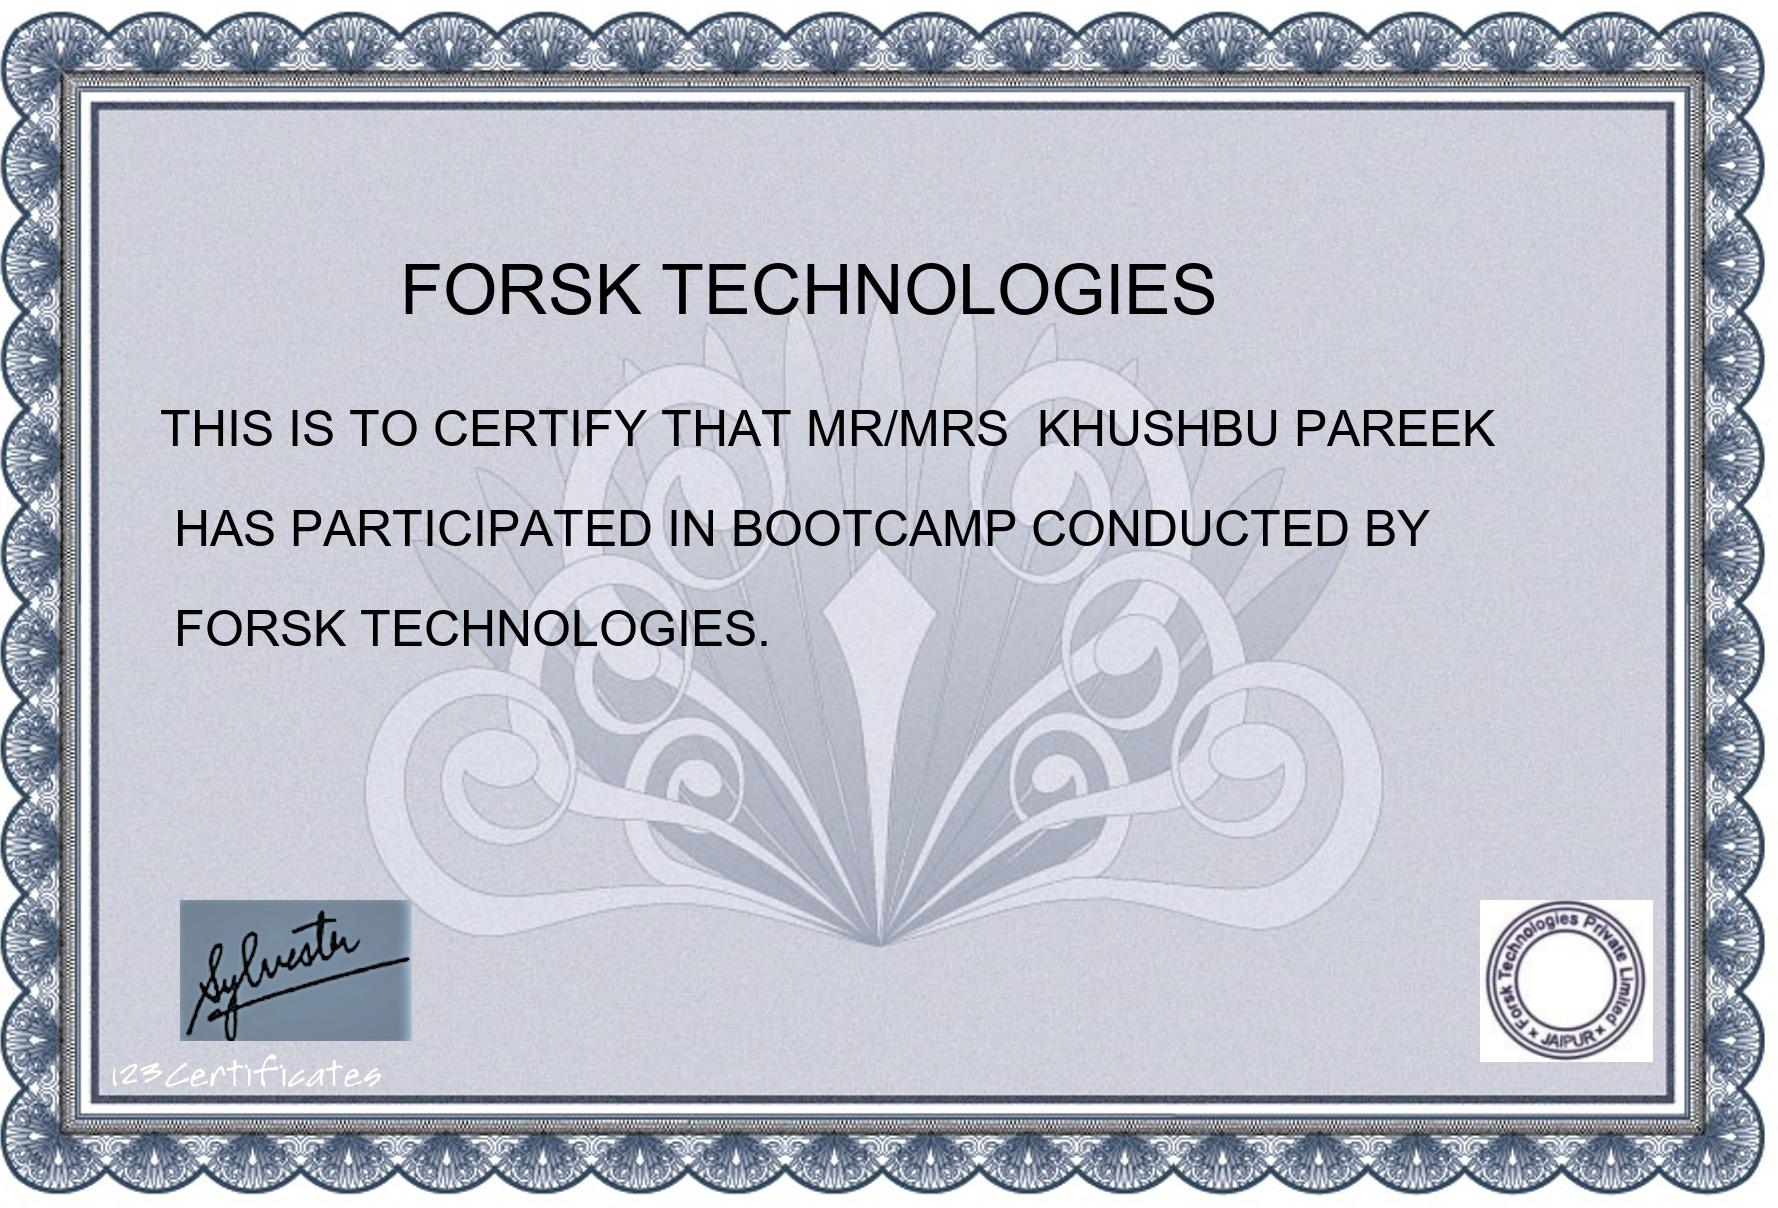 FORSK TECHNOLOGIES
THIS IS TO CERTIFY THAT MR/MRS  KHUSHBU PAREEK
HAS PARTICIPATED IN BOOTCAMP CONDUCTED BY
FORSK TECHNOLOGIES.
Sylvester
123Certificates
Forsk Technologies Private Limited
* JAIPUR *